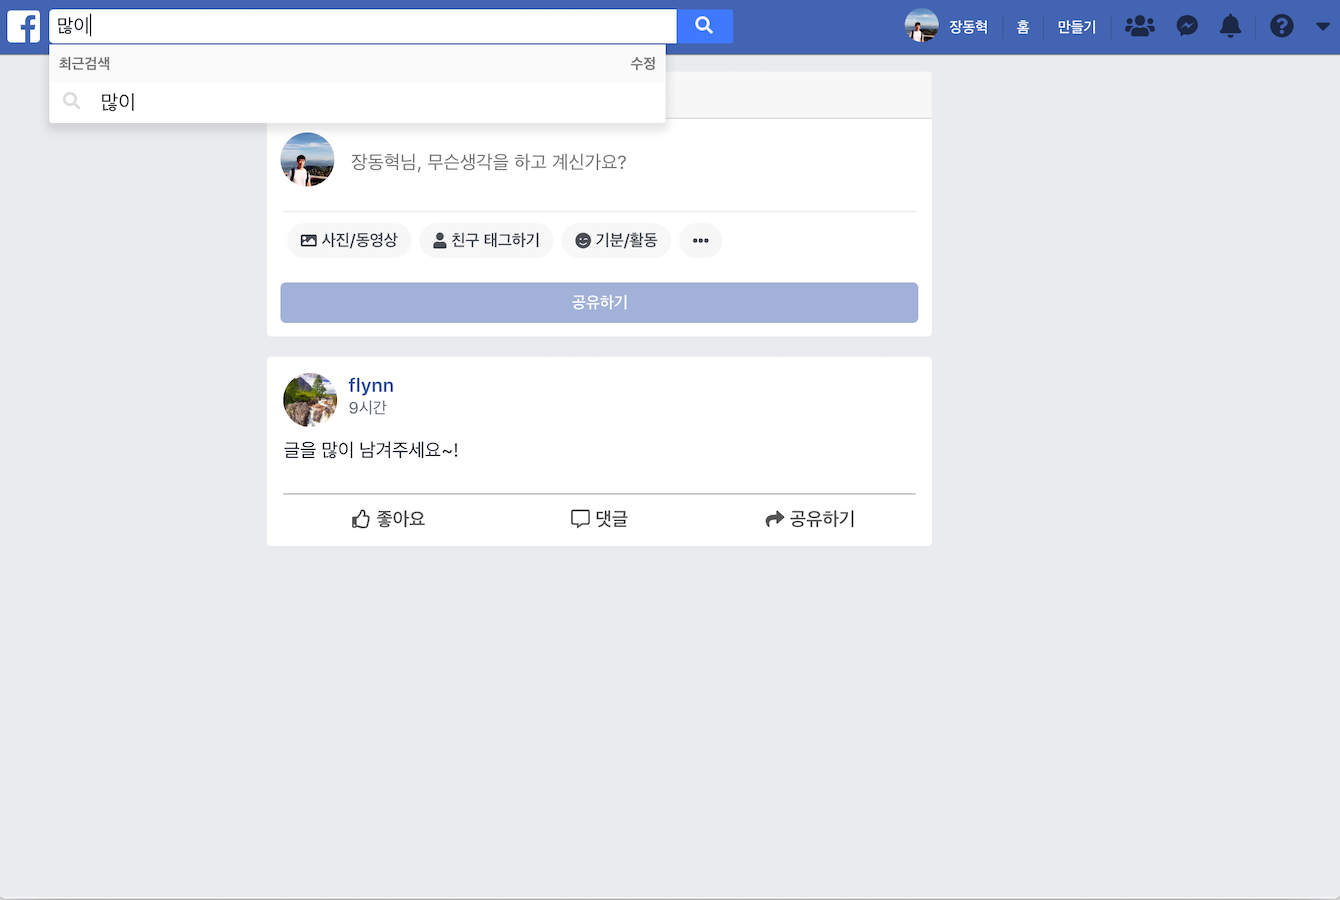 많이
장동혁 홈 만들기
최근검색 수정
많이
장동혁님, 무슨생각을 하고 계신가요?
사진/동영상 친구 태그하기 기분/활동
공유하기
flynn
9시간
글을 많이 남겨주세요~!
좋아요 댓글 공유하기